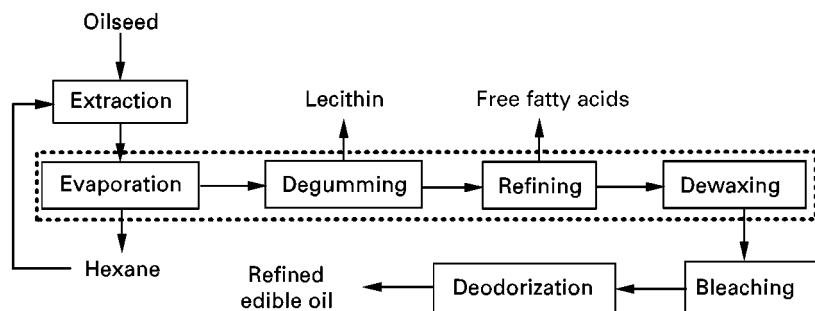 Oilseed
Extraction
Lecithin
Free fatty acids
Evaporation
Degumming
Refining
Dewaxing
Hexane
Refined
edible oil
Deodorization
Bleaching